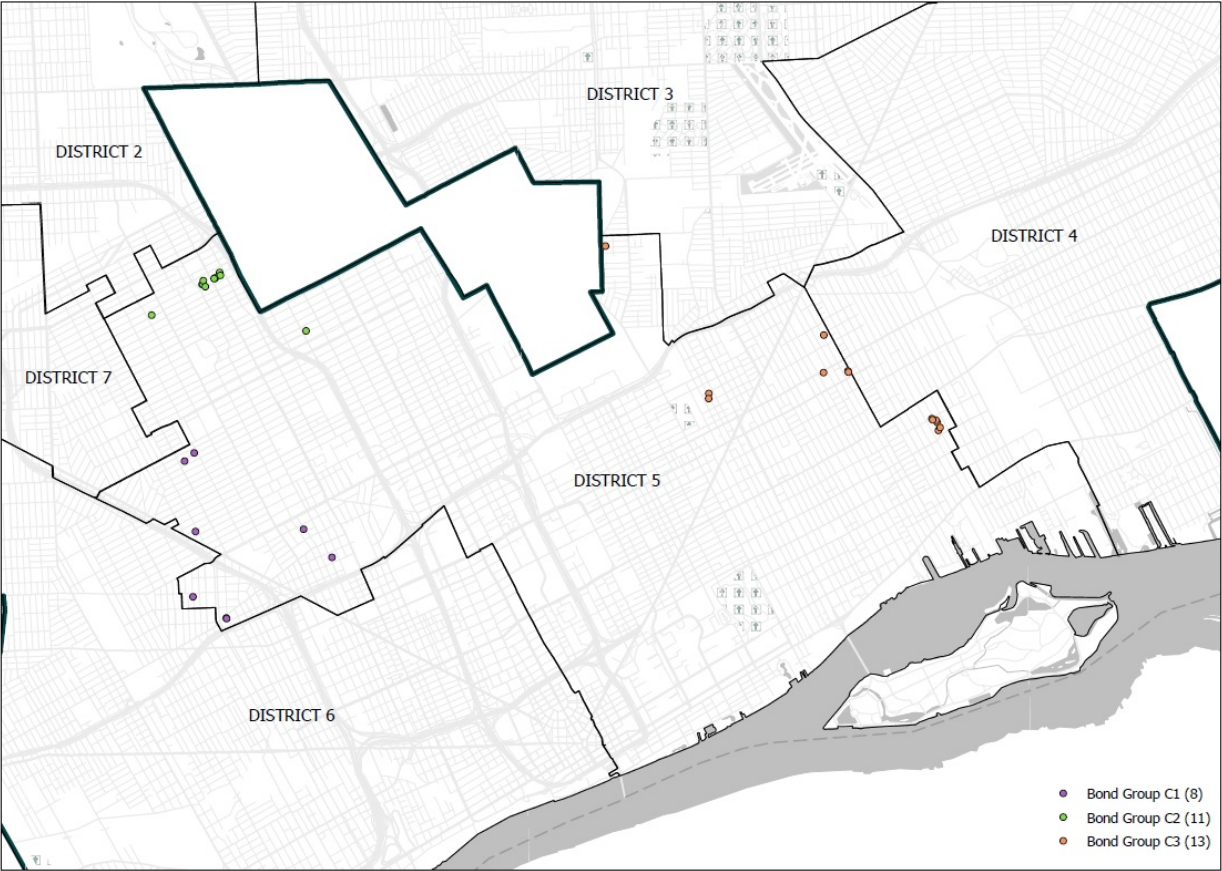 DISTRICT 3
DISTRICT 2
DISTRICT 4
DISTRICT 7
DISTRICT 5
DISTRICT 6
Bond Group C1 (8)
Bond Group C2 (11)
Bond Group C3 (13)